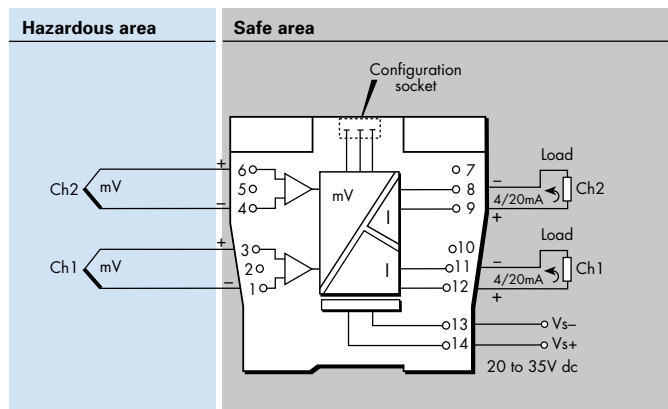 Hazardous area
Safe area
Configuration
socket
Ch2
mV
+
–
6
5
4
Ch1
mV
+
–
3
2
1
mV
I
I
7
8
9
10
11
12
13
14
Load
–
4/20mA
+
Ch2
Load
–
4/20mA
+
Ch1
Vs–
Vs+
20 to 35V dc